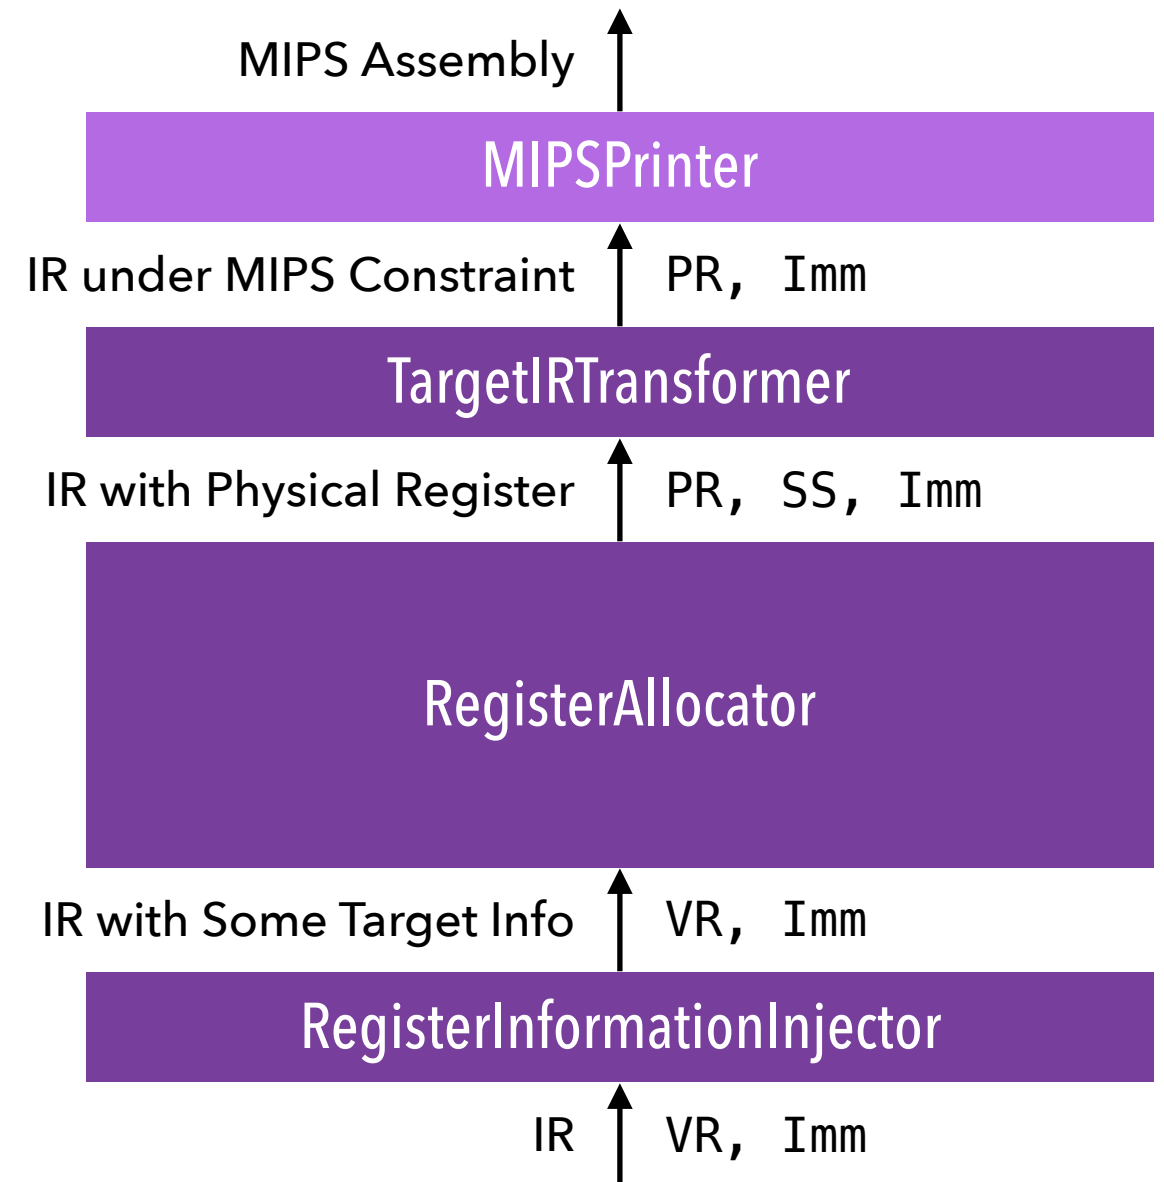 MIPS Assembly
MIPSPrinter
IR under MIPS Constraint PR, Imm
TargetIRTransformer
IR with Physical Register PR, SS, Imm
RegisterAllocator
IR with Some Target Info VR, Imm
RegisterInformationInjector
IR VR, Imm